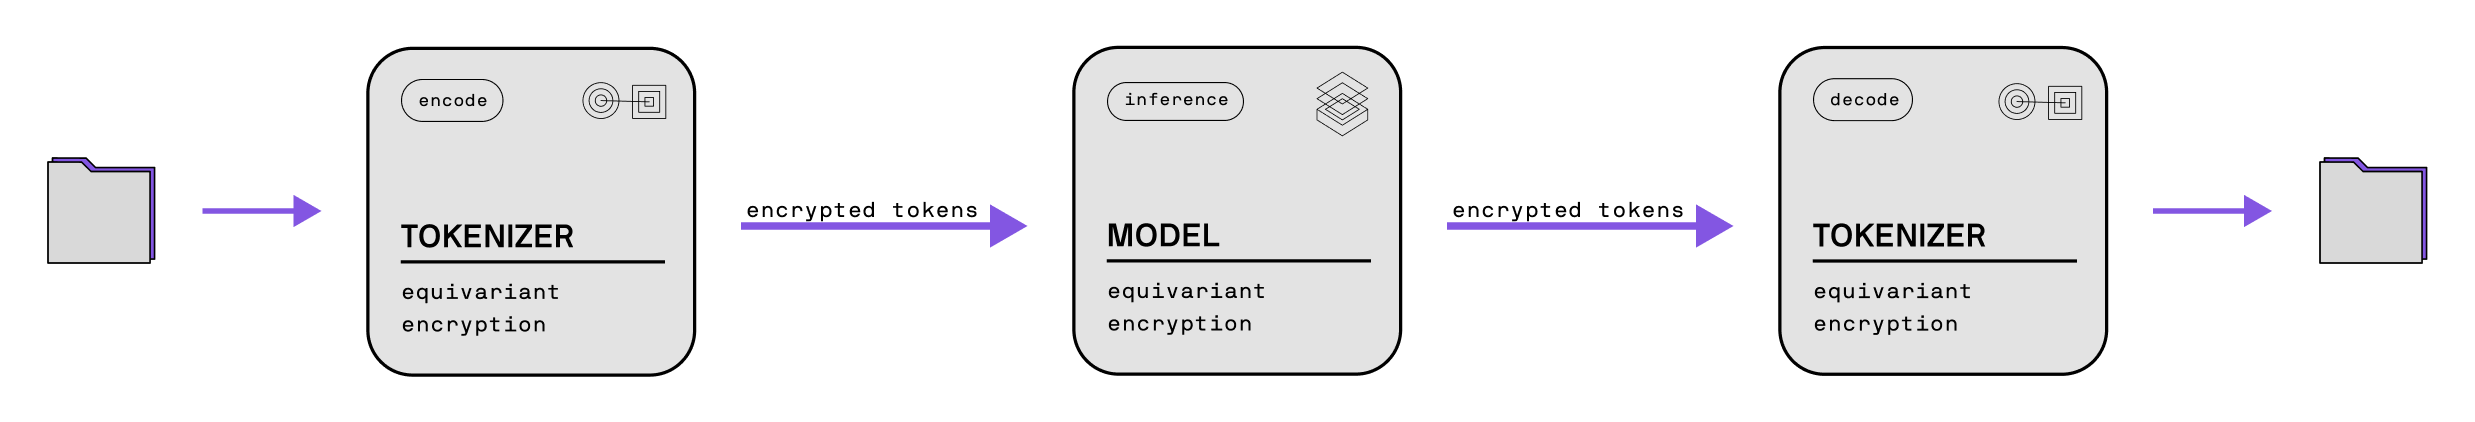 encode
TOKENIZER
equivariant
encryption
encrypted tokens
inference
MODEL
equivariant
encryption
encrypted tokens
decode
TOKENIZER
equivariant
encryption